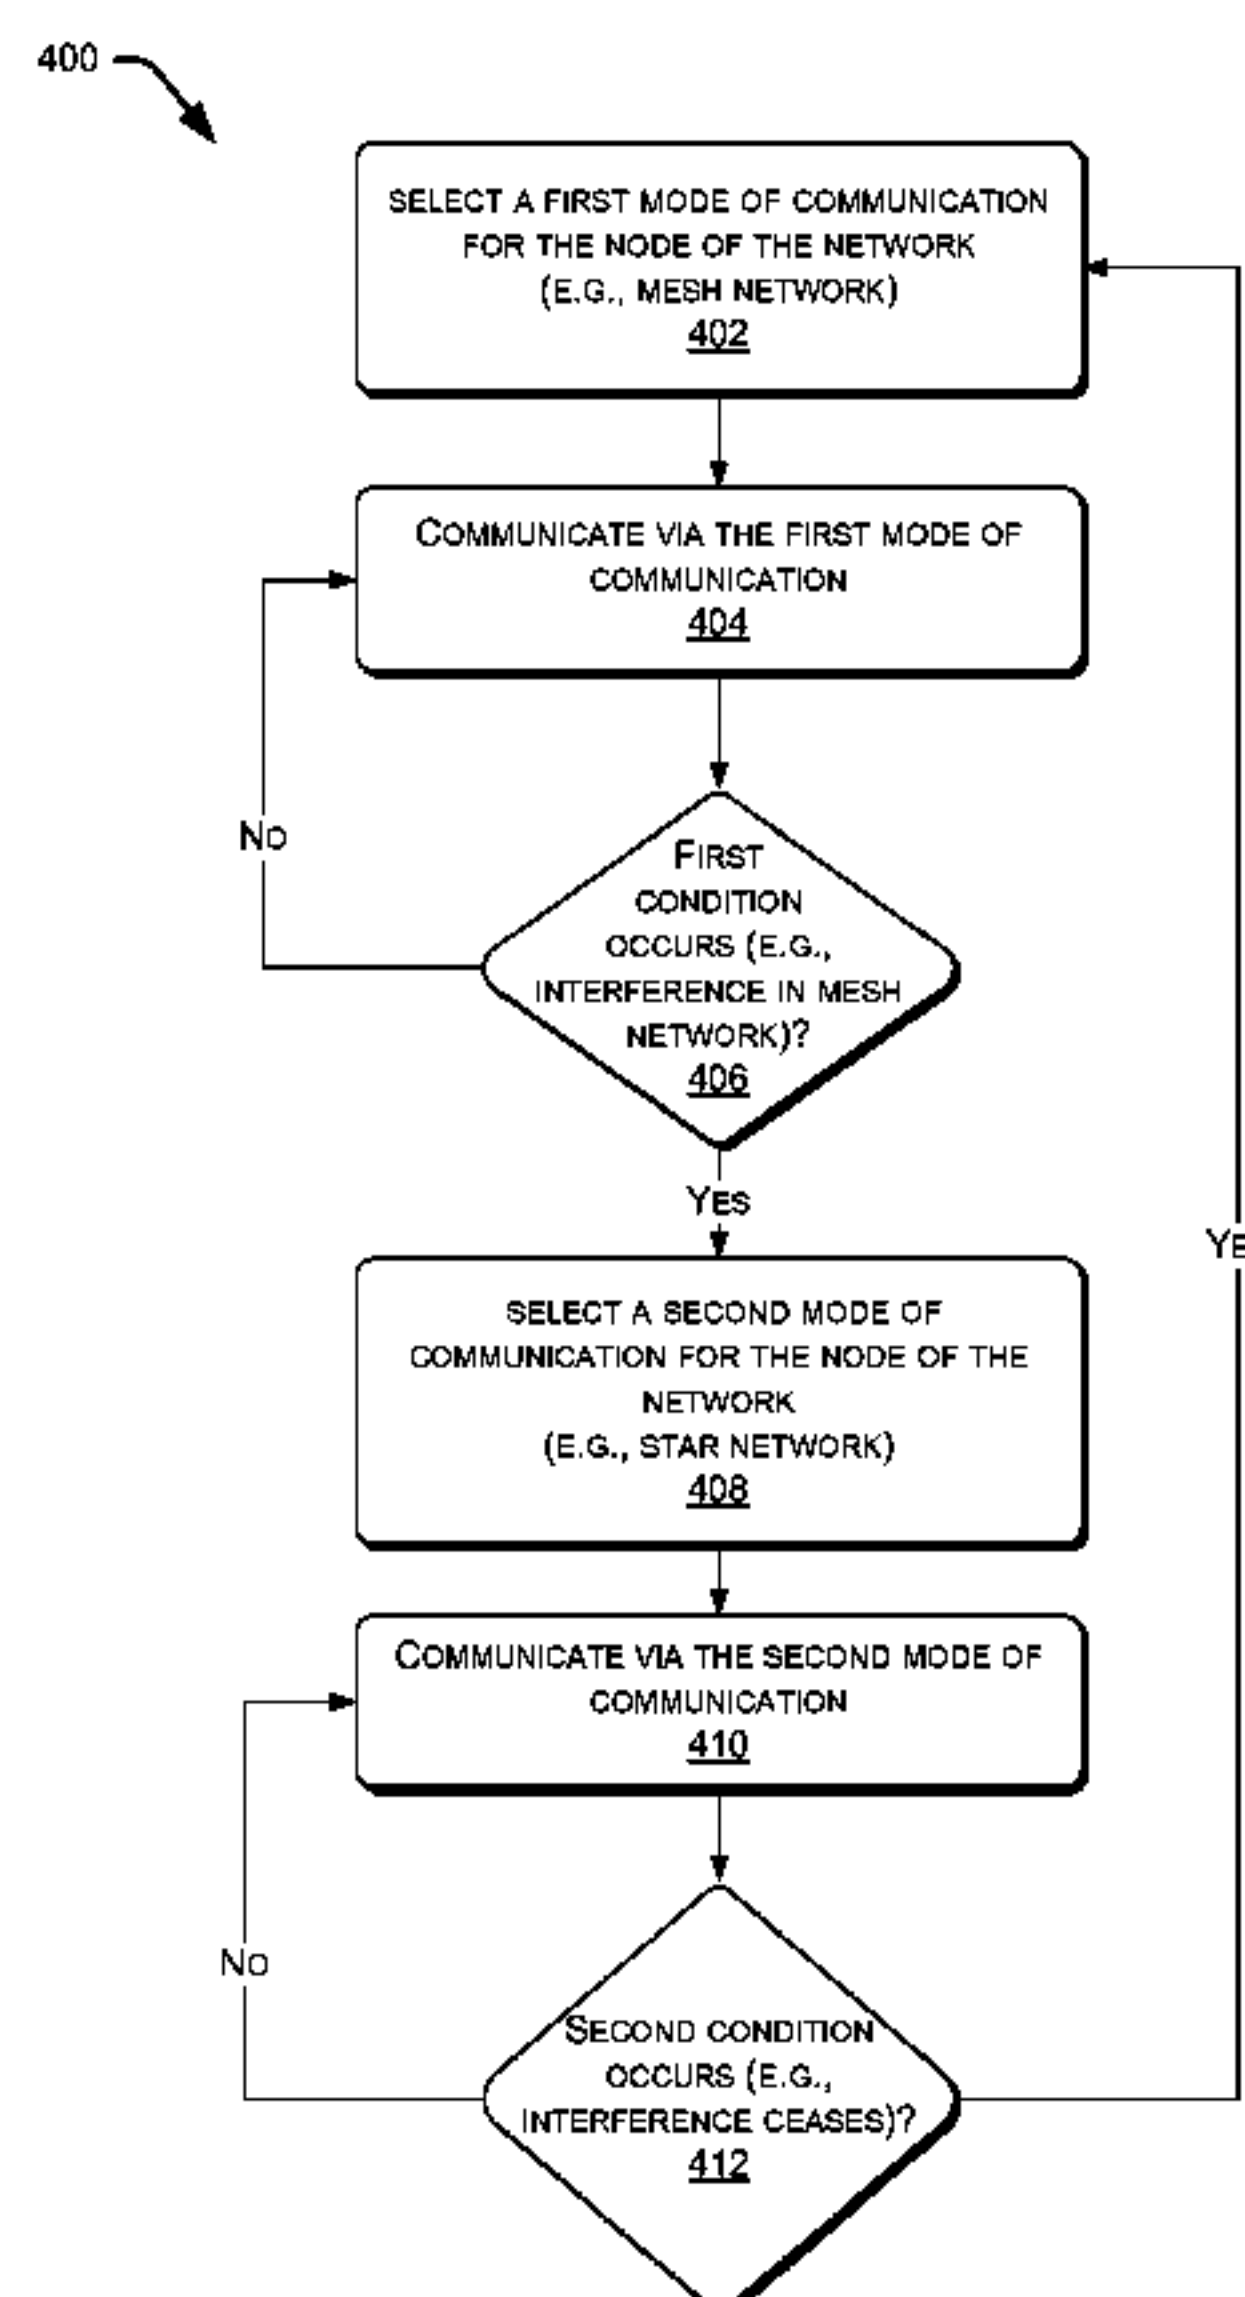 400
SELECT A FIRST MODE OF COMMUNICATION
FOR THE NODE OF THE NETWORK
(E.G., MESH NETWORK)
402
COMMUNICATE VIA THE FIRST MODE OF
COMMUNICATION
404
NO
FIRST
CONDITION
OCCURS (E.G.,
INTERFERENCE IN MESH
NETWORK)?
406
YES
YE
SELECT A SECOND MODE OF
COMMUNICATION FOR THE NODE OF THE
NETWORK
(E.G., STAR NETWORK)
408
COMMUNICATE VIA THE SECOND MODE OF
COMMUNICATION
410
NO
SECOND CONDITION
OCCURS (E.G.,
INTERFERENCE CEASES)?
412